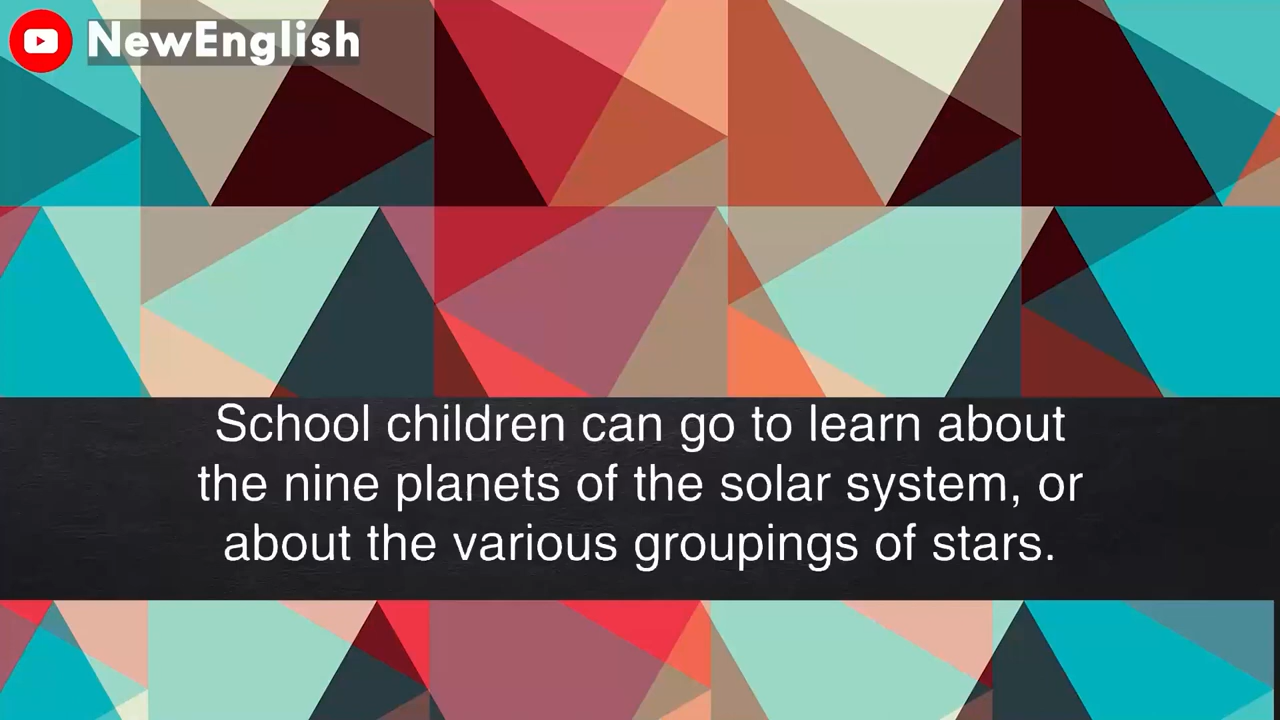 NewEnglish
School children can go to learn about
the nine planets of the solar system, or
about the various groupings of stars.